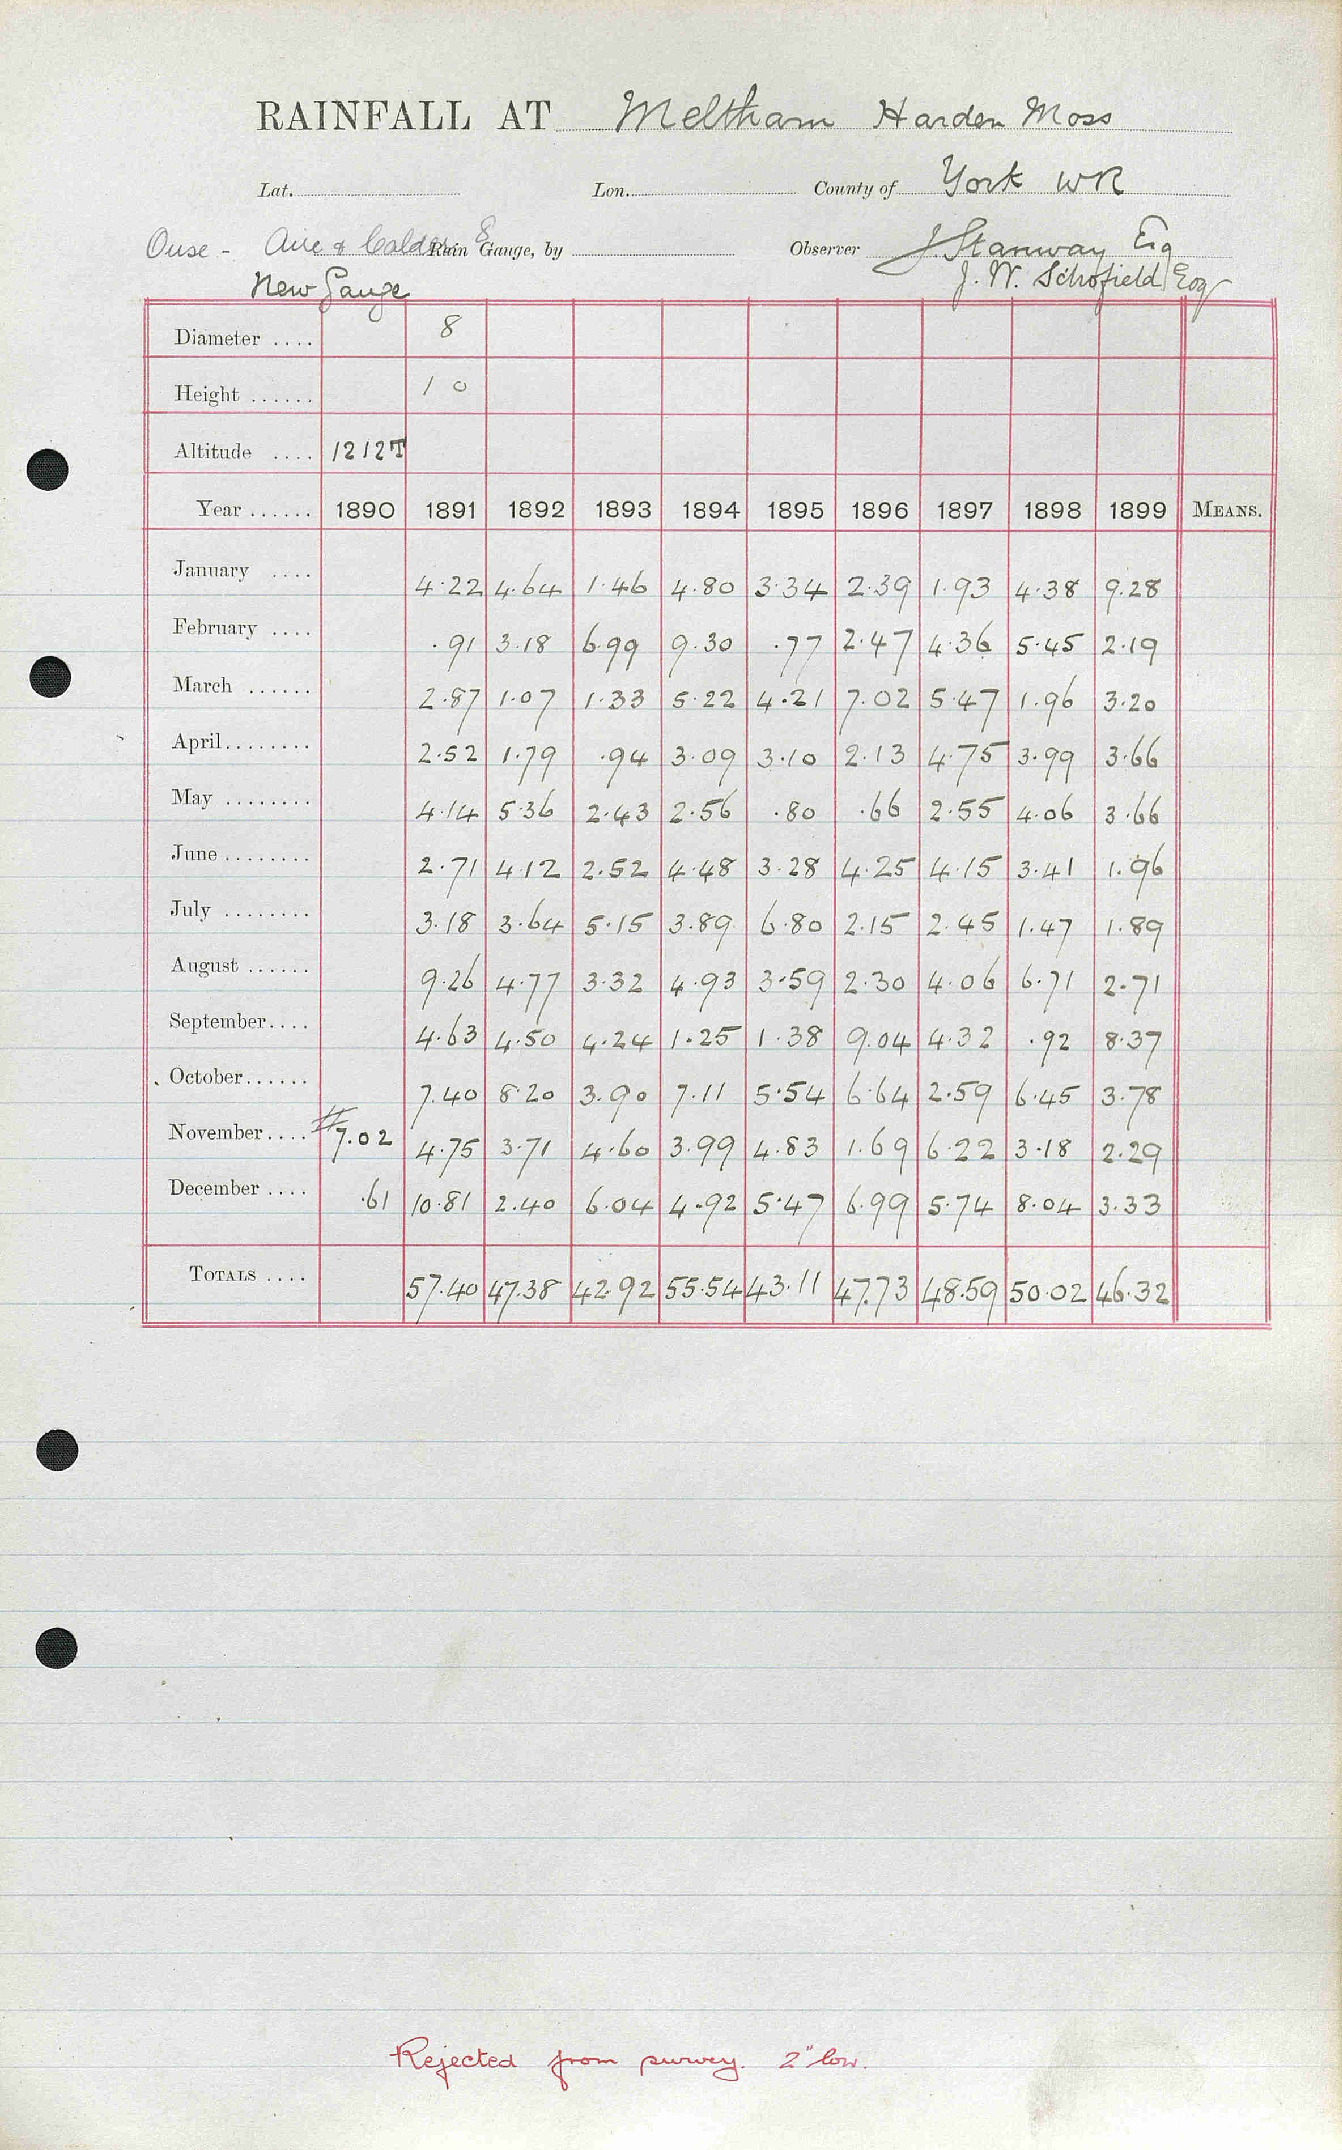 RAINFALL AT Meltham Harden Moss
Lat. Lon. County of York WR
Ouse - Aire & Calder E Rain Gauge, by Observer J. Stanway Esq
New Gauge J. W. Schofield Esq
Diameter .... 8
Height ...... 1 0
Altitude .... 1212T
Year ...... 1890 1891 1892 1893 1894 1895 1896 1897 1898 1899 MEANS.
January .... 4.22 4.64 1.46 4.80 3.34 2.39 1.93 4.38 9.28
February .... .91 3.18 6.99 9.30 .77 2.47 4.36 5.45 2.19
March ...... 2.87 1.07 1.33 5.22 4.21 7.02 5.47 1.96 3.20
April........ 2.52 1.79 .94 3.09 3.10 2.13 4.75 3.99 3.66
May ........ 4.14 5.36 2.43 2.56 .80 .66 2.55 4.06 3.66
June ........ 2.71 4.12 2.52 4.48 3.28 4.25 4.15 3.41 1.96
July ........ 3.18 3.64 5.15 3.89 6.80 2.15 2.45 1.47 1.89
August ...... 9.26 4.77 3.32 4.93 3.59 2.30 4.06 6.71 2.71
September.... 4.63 4.50 4.24 1.25 1.38 9.04 4.32 .92 8.37
October...... 7.40 8.20 3.90 7.11 5.54 6.64 2.59 6.45 3.78
November.... #7.02 4.75 3.71 4.60 3.99 4.83 1.69 6.22 3.18 2.29
December .... .61 10.81 2.40 6.04 4.92 5.47 6.99 5.74 8.04 3.33
TOTALS .... 57.40 47.38 42.92 55.54 43.11 47.73 48.59 50.02 46.32
Rejected from survey. 2" low.